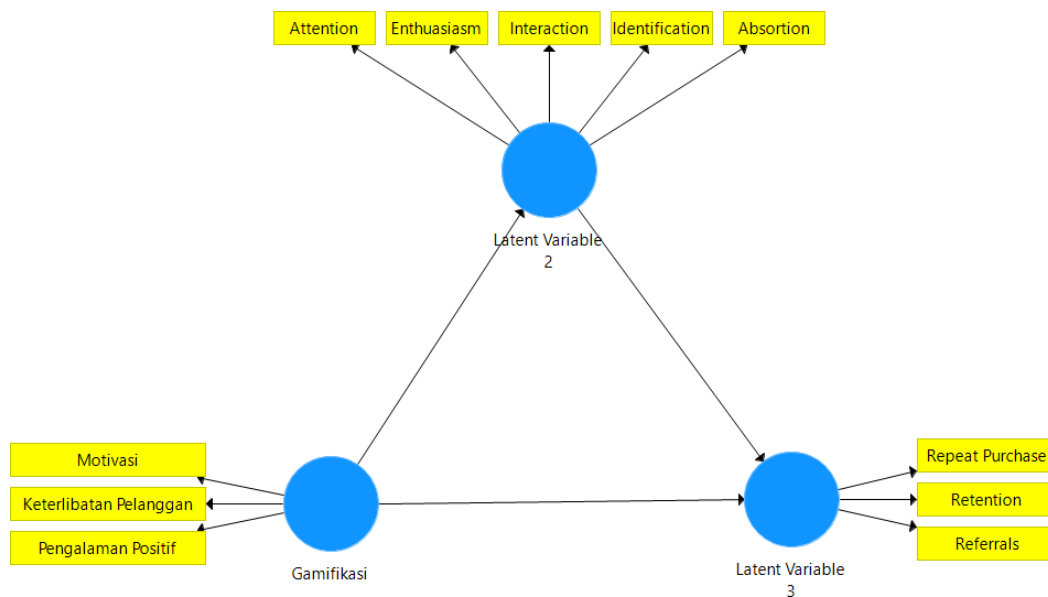 Attention
Enthusiasm
Interaction
Identification
Absortion
Latent Variable
2
Motivasi
Keterlibatan Pelanggan
Pengalaman Positif
Gamifikasi
Repeat Purchase
Retention
Referrals
Latent Variable
3